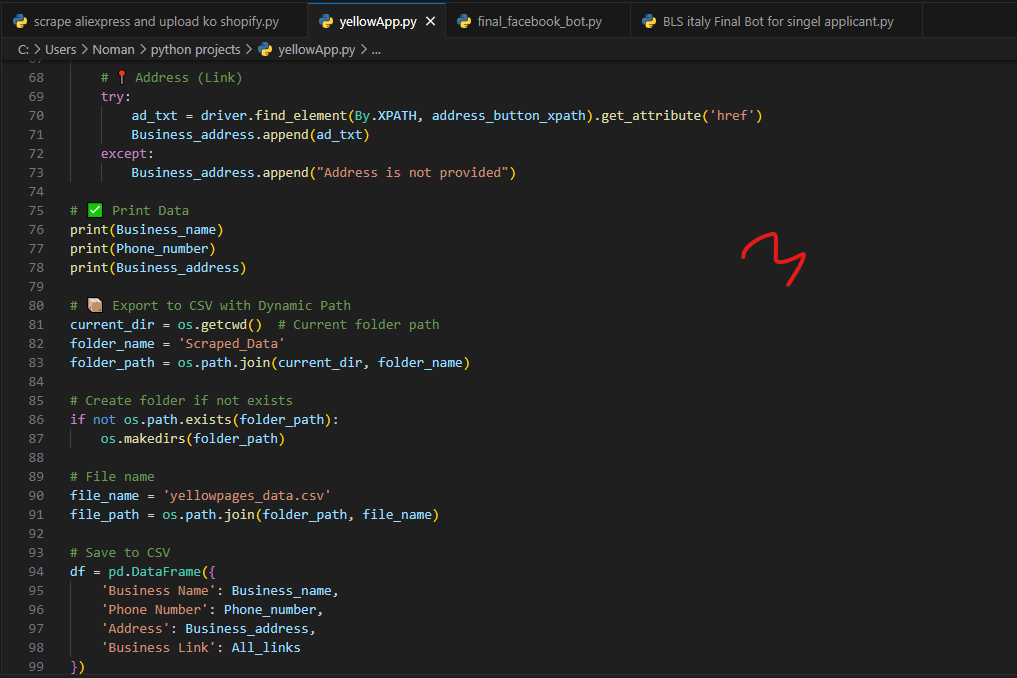 scrape aliexpress and upload ko shopify.py
yellowApp.py
final_facebook_bot.py
BLS italy Final Bot for singel applicant.py
C: > Users > Noman > python projects > yellowApp.py > ...
68 # 📍 Address (Link)
69 try:
70 ad_txt = driver.find_element(By.XPATH, address_button_xpath).get_attribute('href')
71 Business_address.append(ad_txt)
72 except:
73 Business_address.append("Address is not provided")
74
75 # ✅ Print Data
76 print(Business_name)
77 print(Phone_number)
78 print(Business_address)
79
80 # 📦 Export to CSV with Dynamic Path
81 current_dir = os.getcwd()  # Current folder path
82 folder_name = 'Scraped_Data'
83 folder_path = os.path.join(current_dir, folder_name)
84
85 # Create folder if not exists
86 if not os.path.exists(folder_path):
87 os.makedirs(folder_path)
88
89 # File name
90 file_name = 'yellowpages_data.csv'
91 file_path = os.path.join(folder_path, file_name)
92
93 # Save to CSV
94 df = pd.DataFrame({
95 'Business Name': Business_name,
96 'Phone Number': Phone_number,
97 'Address': Business_address,
98 'Business Link': All_links
99 })